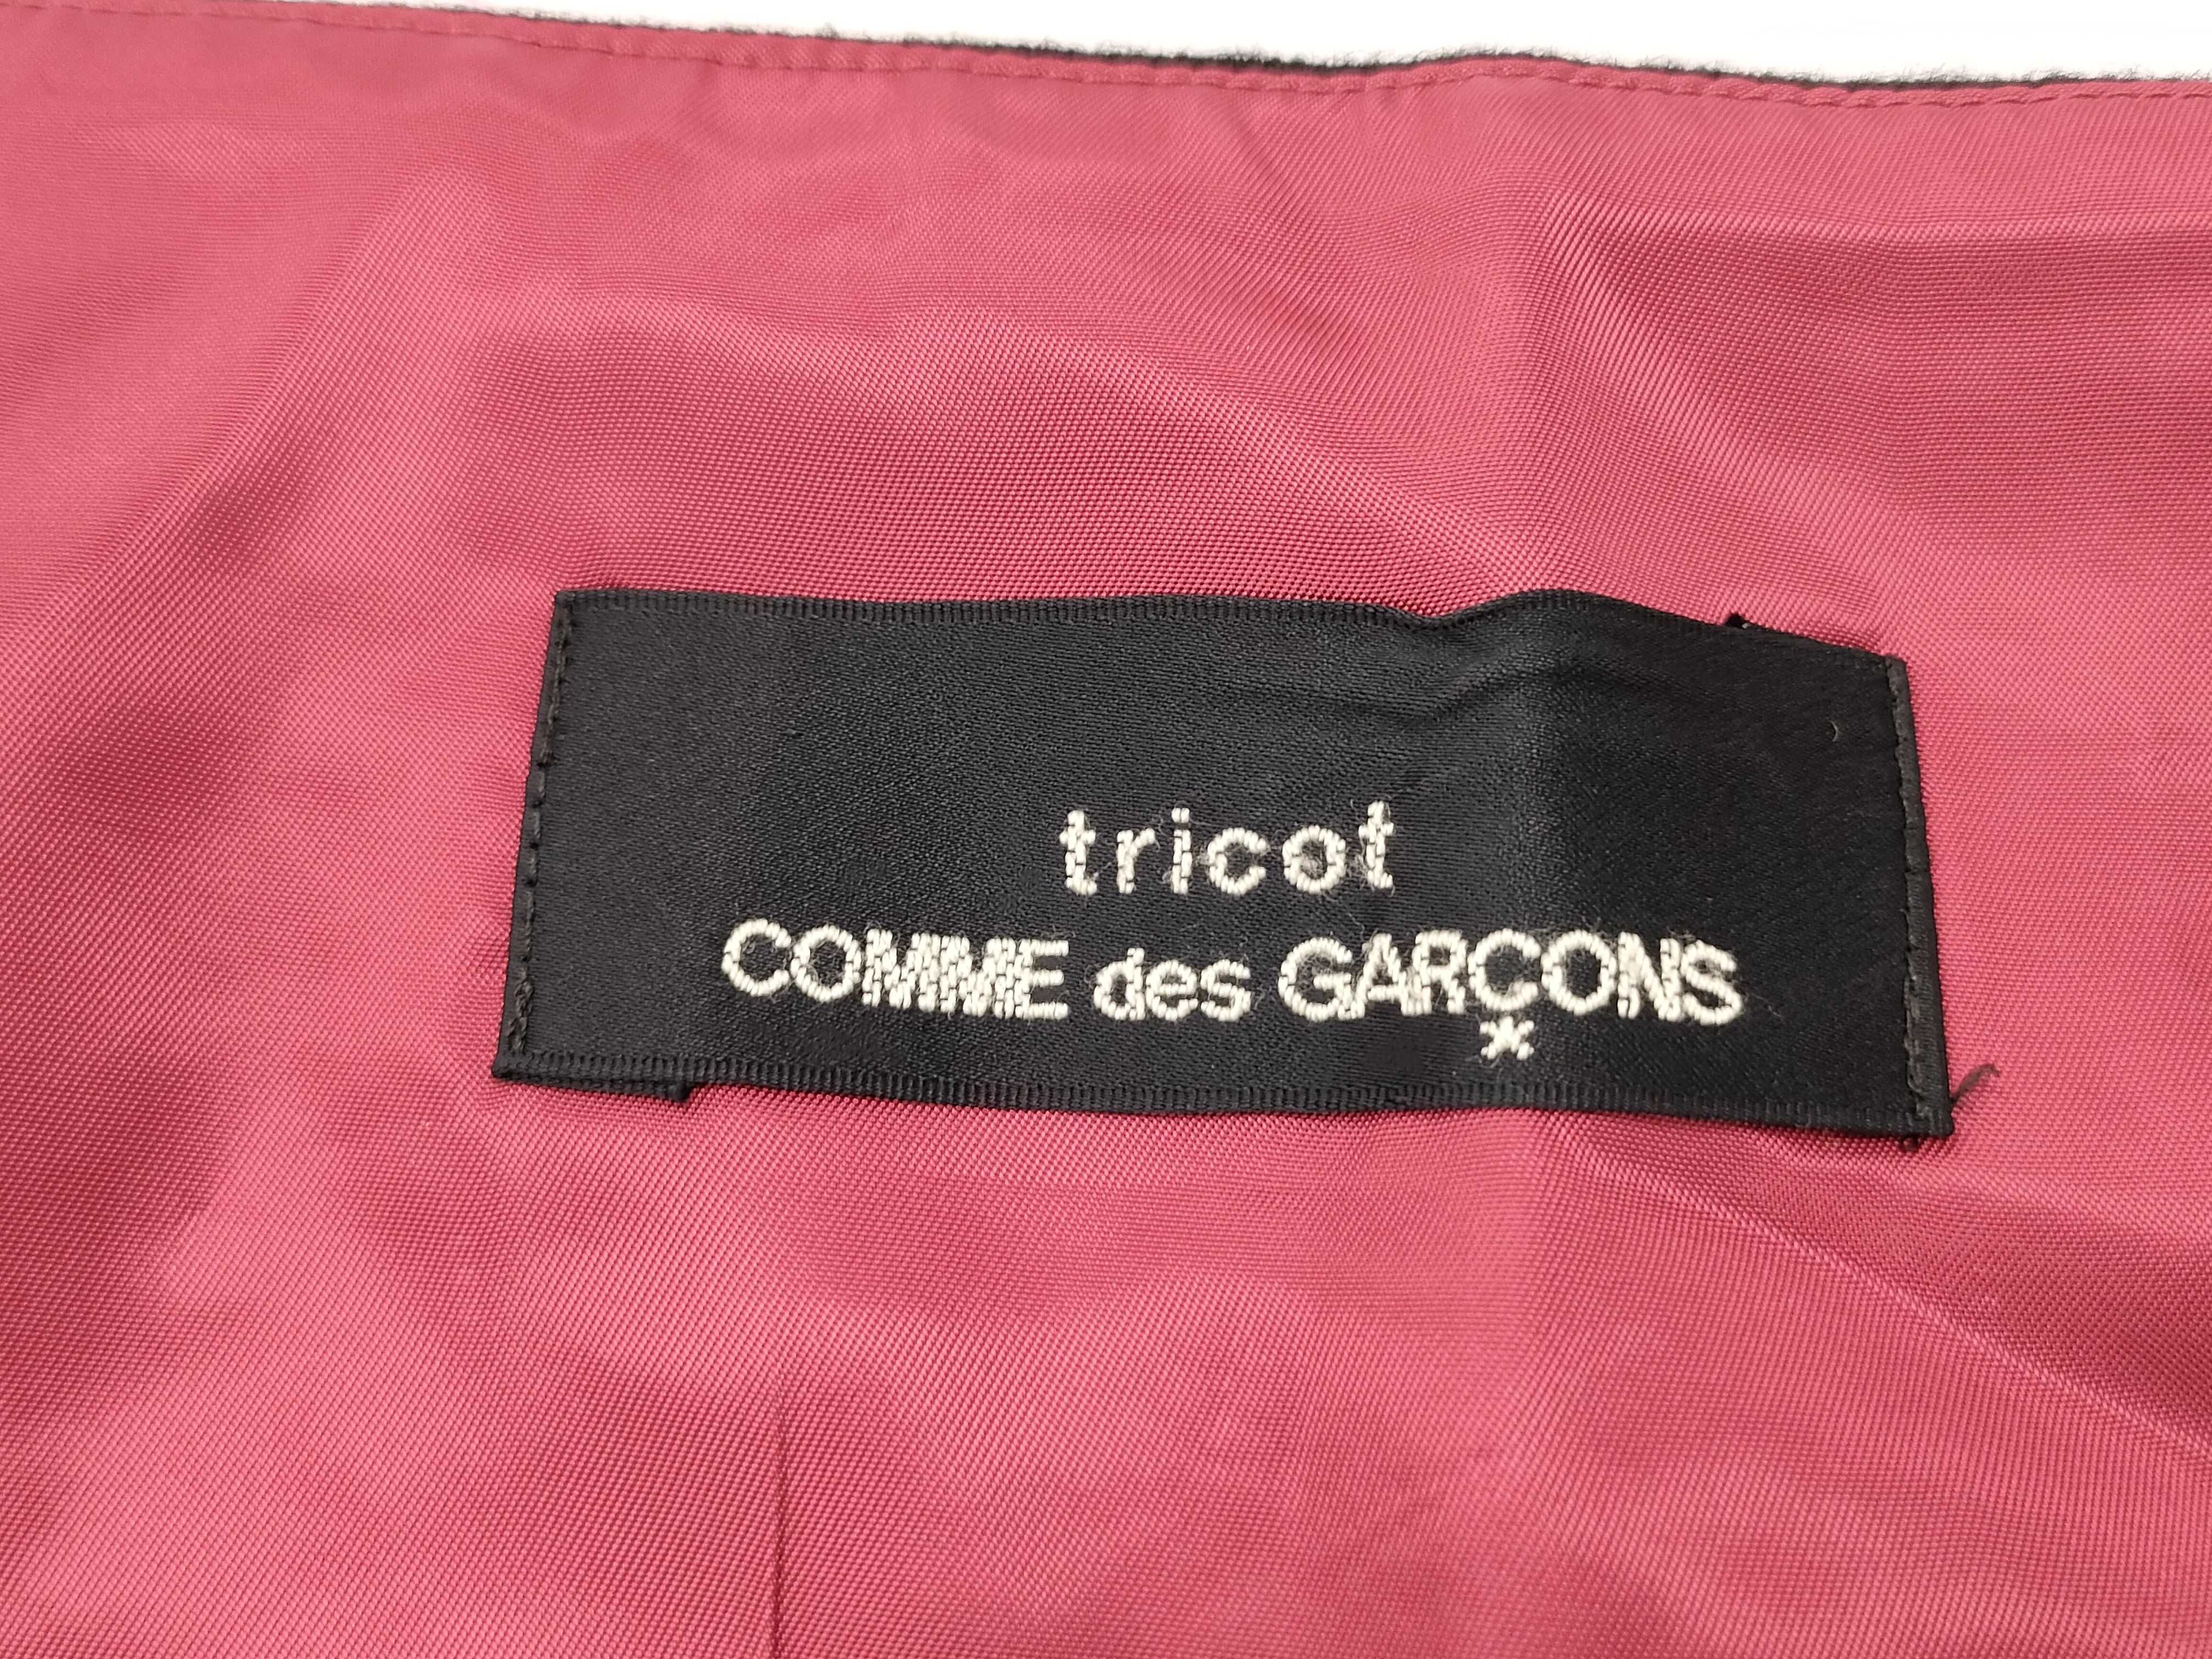 tricot
COMME des GARÇONS
*